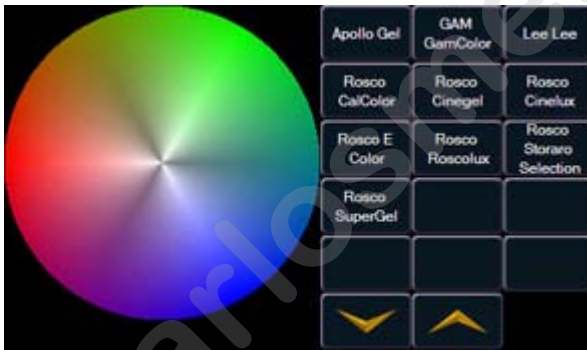 Apollo Gel
GAM
GamColor
Lee Lee
Rosco
CalColor
Rosco
Cinegel
Rosco
Cinelux
Rosco E
Color
Rosco
Roscolux
Rosco
Storaro
Selection
Rosco
SuperGel